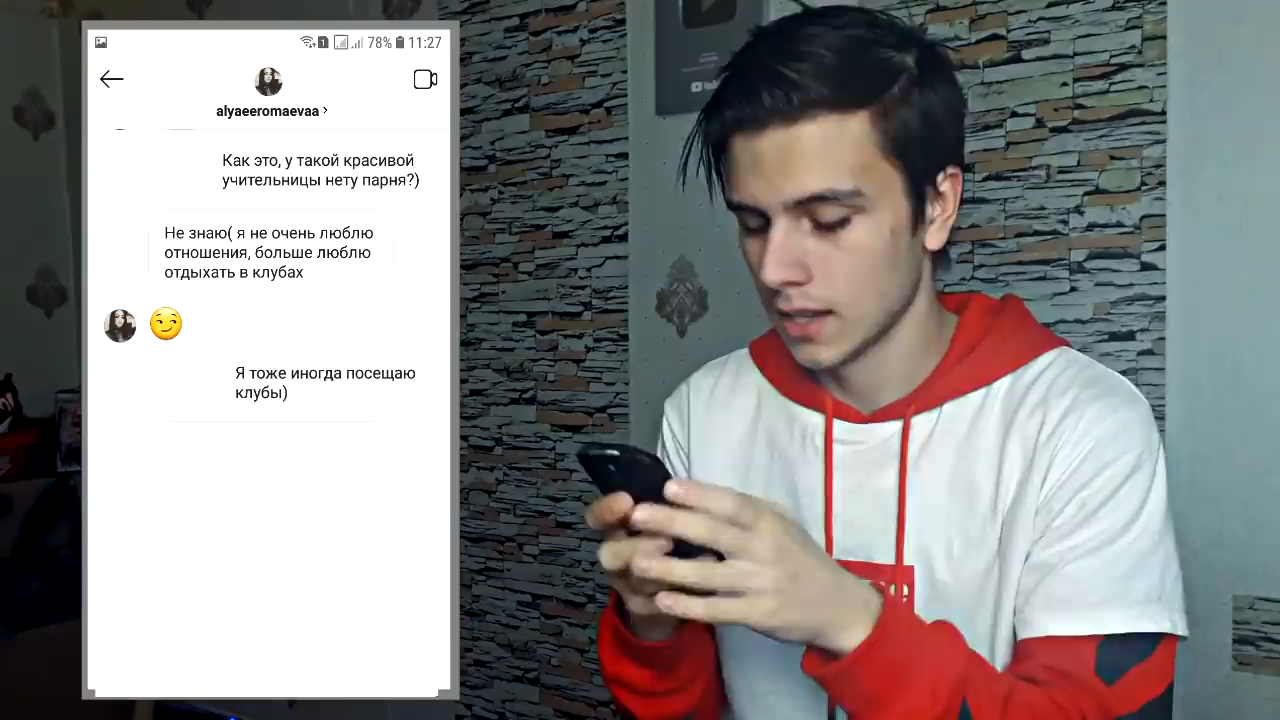 78% 11:27
alyaeeromaevaa
Как это, у такой красивой
учительницы нету парня?)
Не знаю( я не очень люблю
отношения, больше люблю
отдыхать в клубах
Я тоже иногда посещаю
клубы)